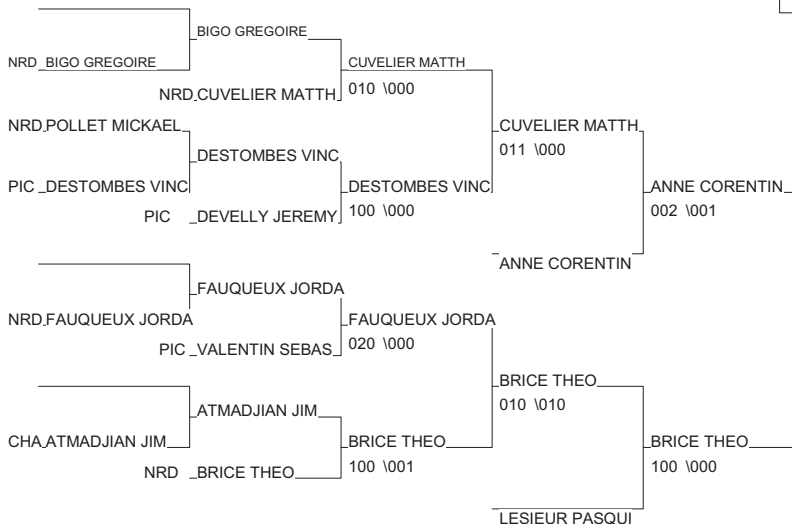 BIGO GREGOIRE
NRD BIGO GREGOIRE CUVELIER MATTH
NRD CUVELIER MATTH 010 \000
NRD POLLET MICKAEL CUVELIER MATTH
011 \000
DESTOMBES VINC
PIC DESTOMBES VINC DESTOMBES VINC ANNE CORENTIN
PIC DEVELLY JEREMY 100 \000 002 \001
ANNE CORENTIN
FAUQUEUX JORDA
NRD FAUQUEUX JORDA FAUQUEUX JORDA
PIC VALENTIN SEBAS 020 \000
BRICE THEO
010 \010
ATMADJIAN JIM
CHA ATMADJIAN JIM BRICE THEO BRICE THEO
NRD BRICE THEO 100 \001 100 \000
LESIEUR PASQUI